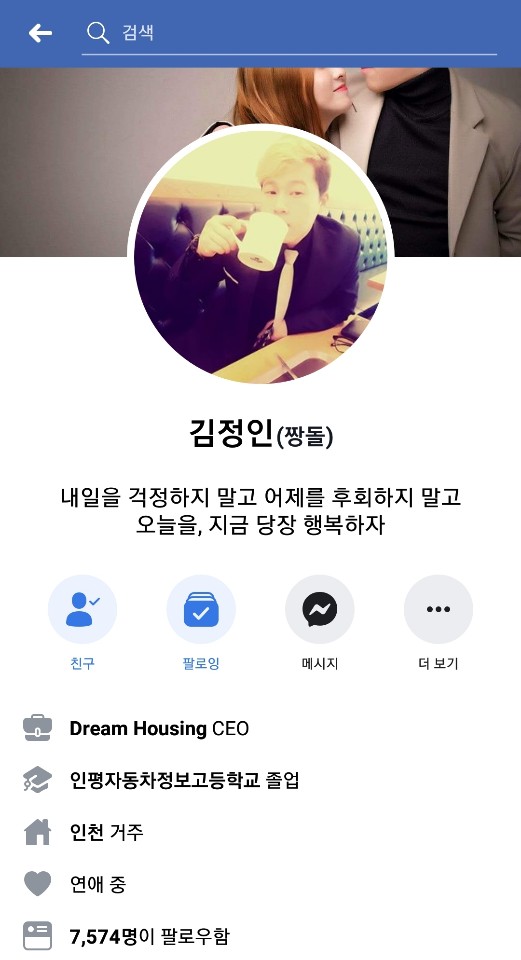 검색
김정인(짱돌)
내일을 걱정하지 말고 어제를 후회하지 말고
오늘을, 지금 당장 행복하자
친구
팔로잉
메시지
더 보기
Dream Housing CEO
인평자동차정보고등학교 졸업
인천 거주
연애 중
7,574명이 팔로우함